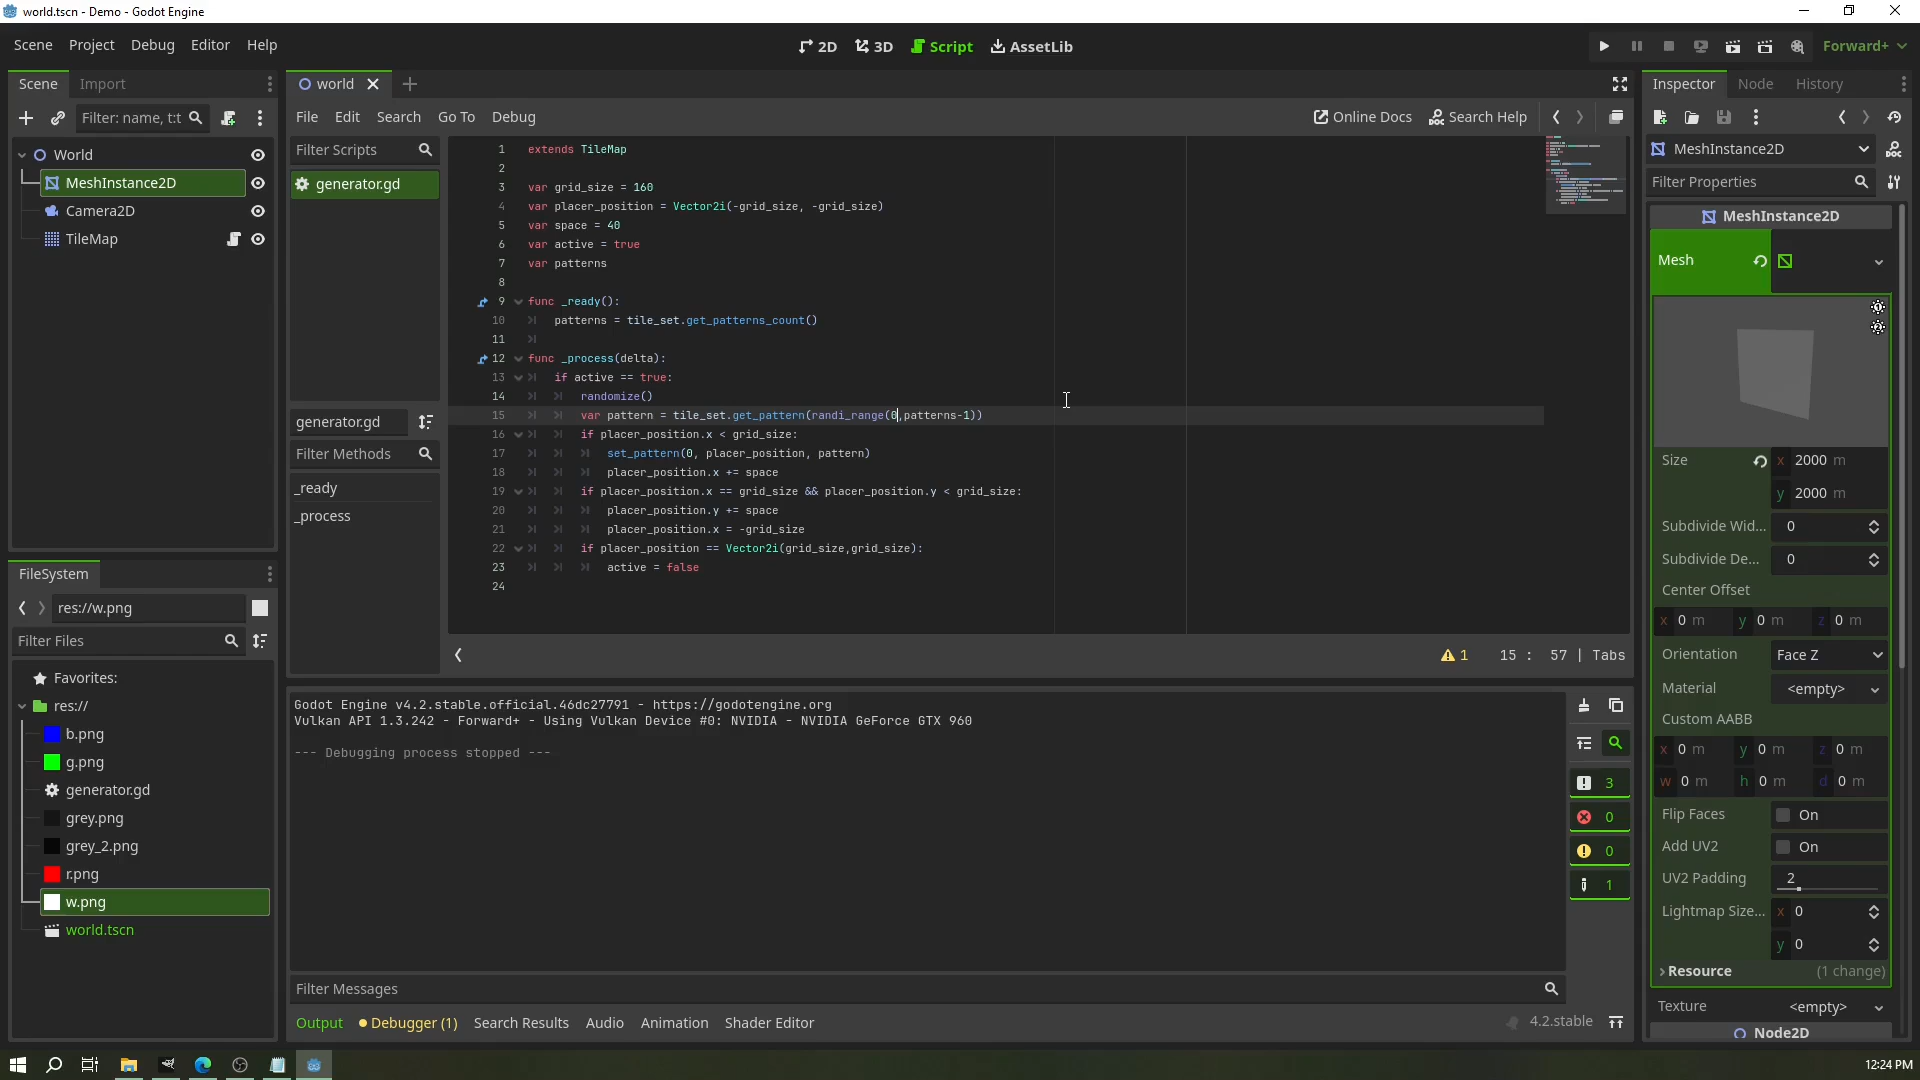 world.tscn - Demo - Godot Engine
Scene Project Debug Editor Help
2D 3D Script AssetLib
Forward+
Scene Import
Filter: name, t:t
World
MeshInstance2D
Camera2D
TileMap
FileSystem
res://w.png
Filter Files
Favorites:
res://
b.png
g.png
generator.gd
grey.png
grey_2.png
r.png
w.png
world.tscn
world
File Edit Search Go To Debug
Online Docs Search Help
Filter Scripts
generator.gd
generator.gd
Filter Methods
_ready
_process
1 extends TileMap
2
3 var grid_size = 160
4 var placer_position = Vector2i(-grid_size, -grid_size)
5 var space = 40
6 var active = true
7 var patterns
8
9 func _ready():
10 patterns = tile_set.get_patterns_count()
11
12 func _process(delta):
13 if active == true:
14 randomize()
15 var pattern = tile_set.get_pattern(randi_range(0,patterns-1))
16 if placer_position.x < grid_size:
17 set_pattern(0, placer_position, pattern)
18 placer_position.x += space
19 if placer_position.x == grid_size && placer_position.y < grid_size:
20 placer_position.y += space
21 placer_position.x = -grid_size
22 if placer_position == Vector2i(grid_size,grid_size):
23 active = false
24
1 15 : 57 | Tabs
Godot Engine v4.2.stable.official.46dc27791 - https://godotengine.org
Vulkan API 1.3.242 - Forward+ - Using Vulkan Device #0: NVIDIA - NVIDIA GeForce GTX 960
--- Debugging process stopped ---
3
0
0
1
Filter Messages
Output Debugger (1) Search Results Audio Animation Shader Editor
4.2.stable
Inspector Node History
MeshInstance2D
Filter Properties
MeshInstance2D
Mesh
Size x 2000 m
y 2000 m
Subdivide Wid... 0
Subdivide De... 0
Center Offset
x 0 m y 0 m z 0 m
Orientation Face Z
Material <empty>
Custom AABB
x 0 m y 0 m z 0 m
w 0 m h 0 m d 0 m
Flip Faces On
Add UV2 On
UV2 Padding 2
Lightmap Size... x 0
y 0
Resource (1 change)
Texture <empty>
Node2D
12:24 PM